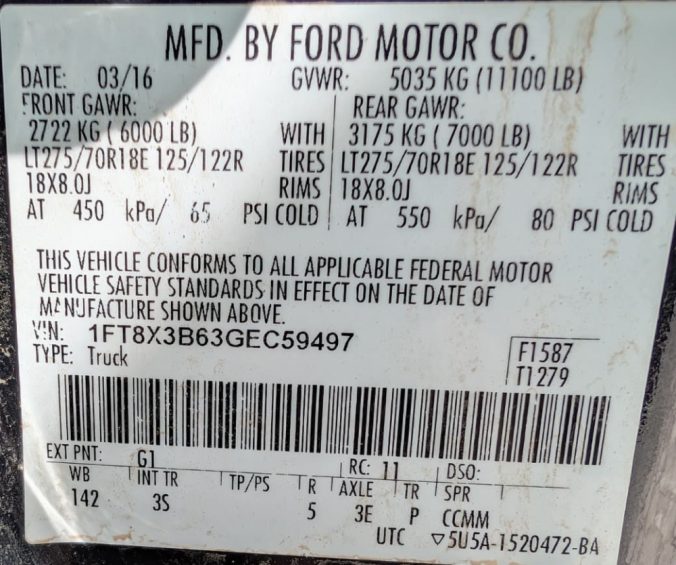 MFD. BY FORD MOTOR CO.
DATE: 03/16 GVWR: 5035 KG (11100 LB)
FRONT GAWR: REAR GAWR:
2722 KG ( 6000 LB) WITH 3175 KG ( 7000 LB) WITH
LT275/70R18E 125/122R TIRES LT275/70R18E 125/122R TIRES
18X8.0J RIMS 18X8.0J RIMS
AT 450 kPa/ 65 PSI COLD AT 550 kPa/ 80 PSI COLD
THIS VEHICLE CONFORMS TO ALL APPLICABLE FEDERAL MOTOR
VEHICLE SAFETY STANDARDS IN EFFECT ON THE DATE OF
MANUFACTURE SHOWN ABOVE.
VIN: 1FT8X3B63GEC59497
TYPE: Truck
F1587
T1279
EXT PNT: G1 RC: 11 DSO:
WB INT TR TP/PS R AXLE TR SPR
142 3S 5 3E P CCMM
UTC ▽5U5A-1520472-BA